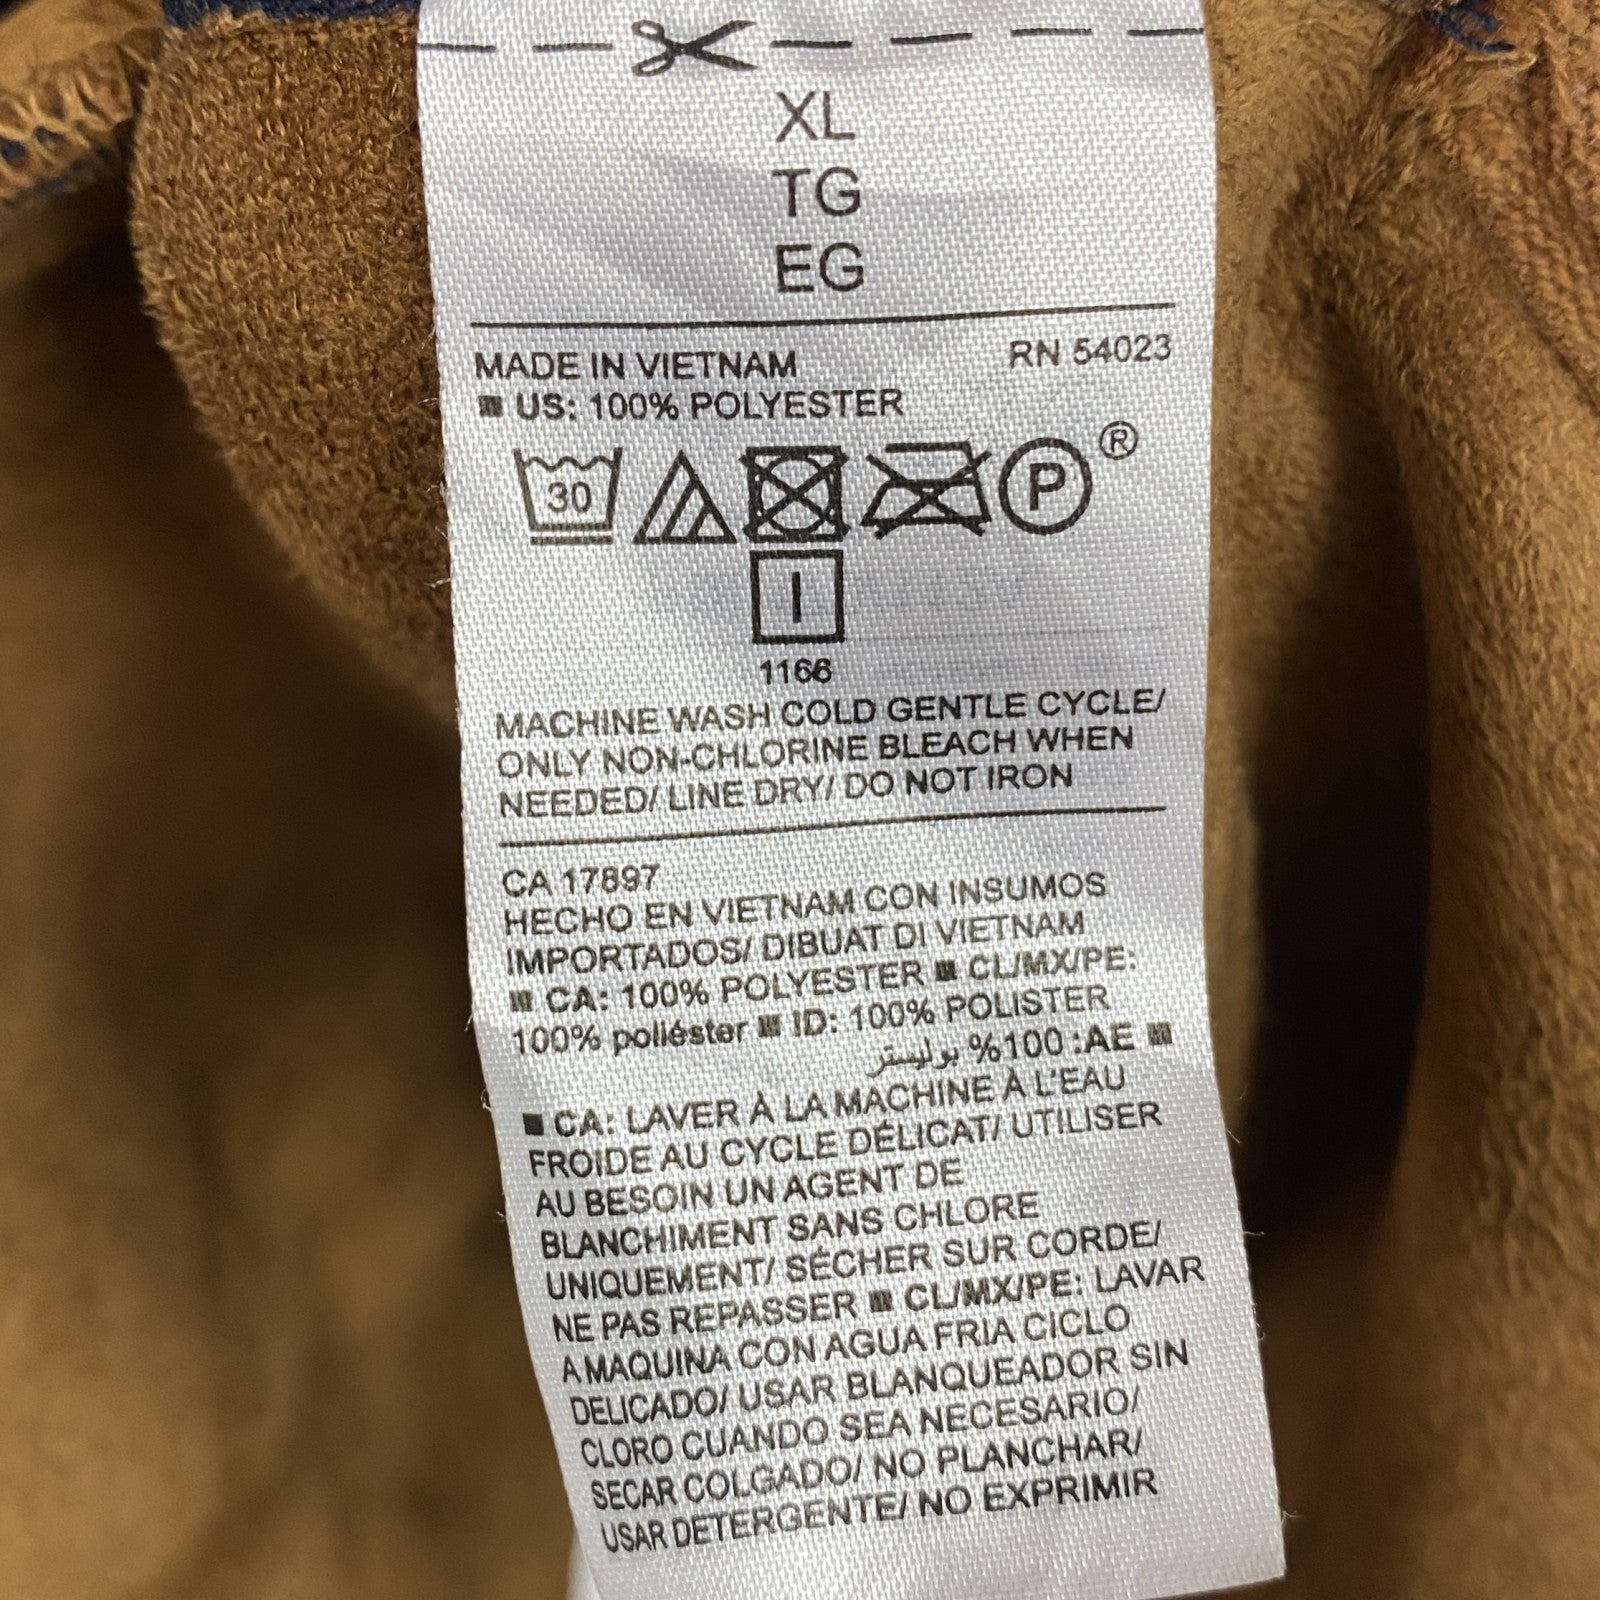 XL
TG
EG
MADE IN VIETNAM RN 54023
US: 100% POLYESTER
30 P ®
I
1166
MACHINE WASH COLD GENTLE CYCLE/
ONLY NON-CHLORINE BLEACH WHEN
NEEDED/ LINE DRY/ DO NOT IRON
CA 17897
HECHO EN VIETNAM CON INSUMOS
IMPORTADOS/ DIBUAT DI VIETNAM
CA: 100% POLYESTER ■ CL/MX/PE:
100% poliéster ■ ID: 100% POLISTER
■ AE: 100% بوليستر
■ CA: LAVER À LA MACHINE À L'EAU
FROIDE AU CYCLE DÉLICAT/ UTILISER
AU BESOIN UN AGENT DE
BLANCHIMENT SANS CHLORE
UNIQUEMENT/ SÉCHER SUR CORDE/
NE PAS REPASSER ■ CL/MX/PE: LAVAR
A MAQUINA CON AGUA FRIA CICLO
DELICADO/ USAR BLANQUEADOR SIN
CLORO CUANDO SEA NECESARIO/
SECAR COLGADO/ NO PLANCHAR/
USAR DETERGENTE/ NO EXPRIMIR